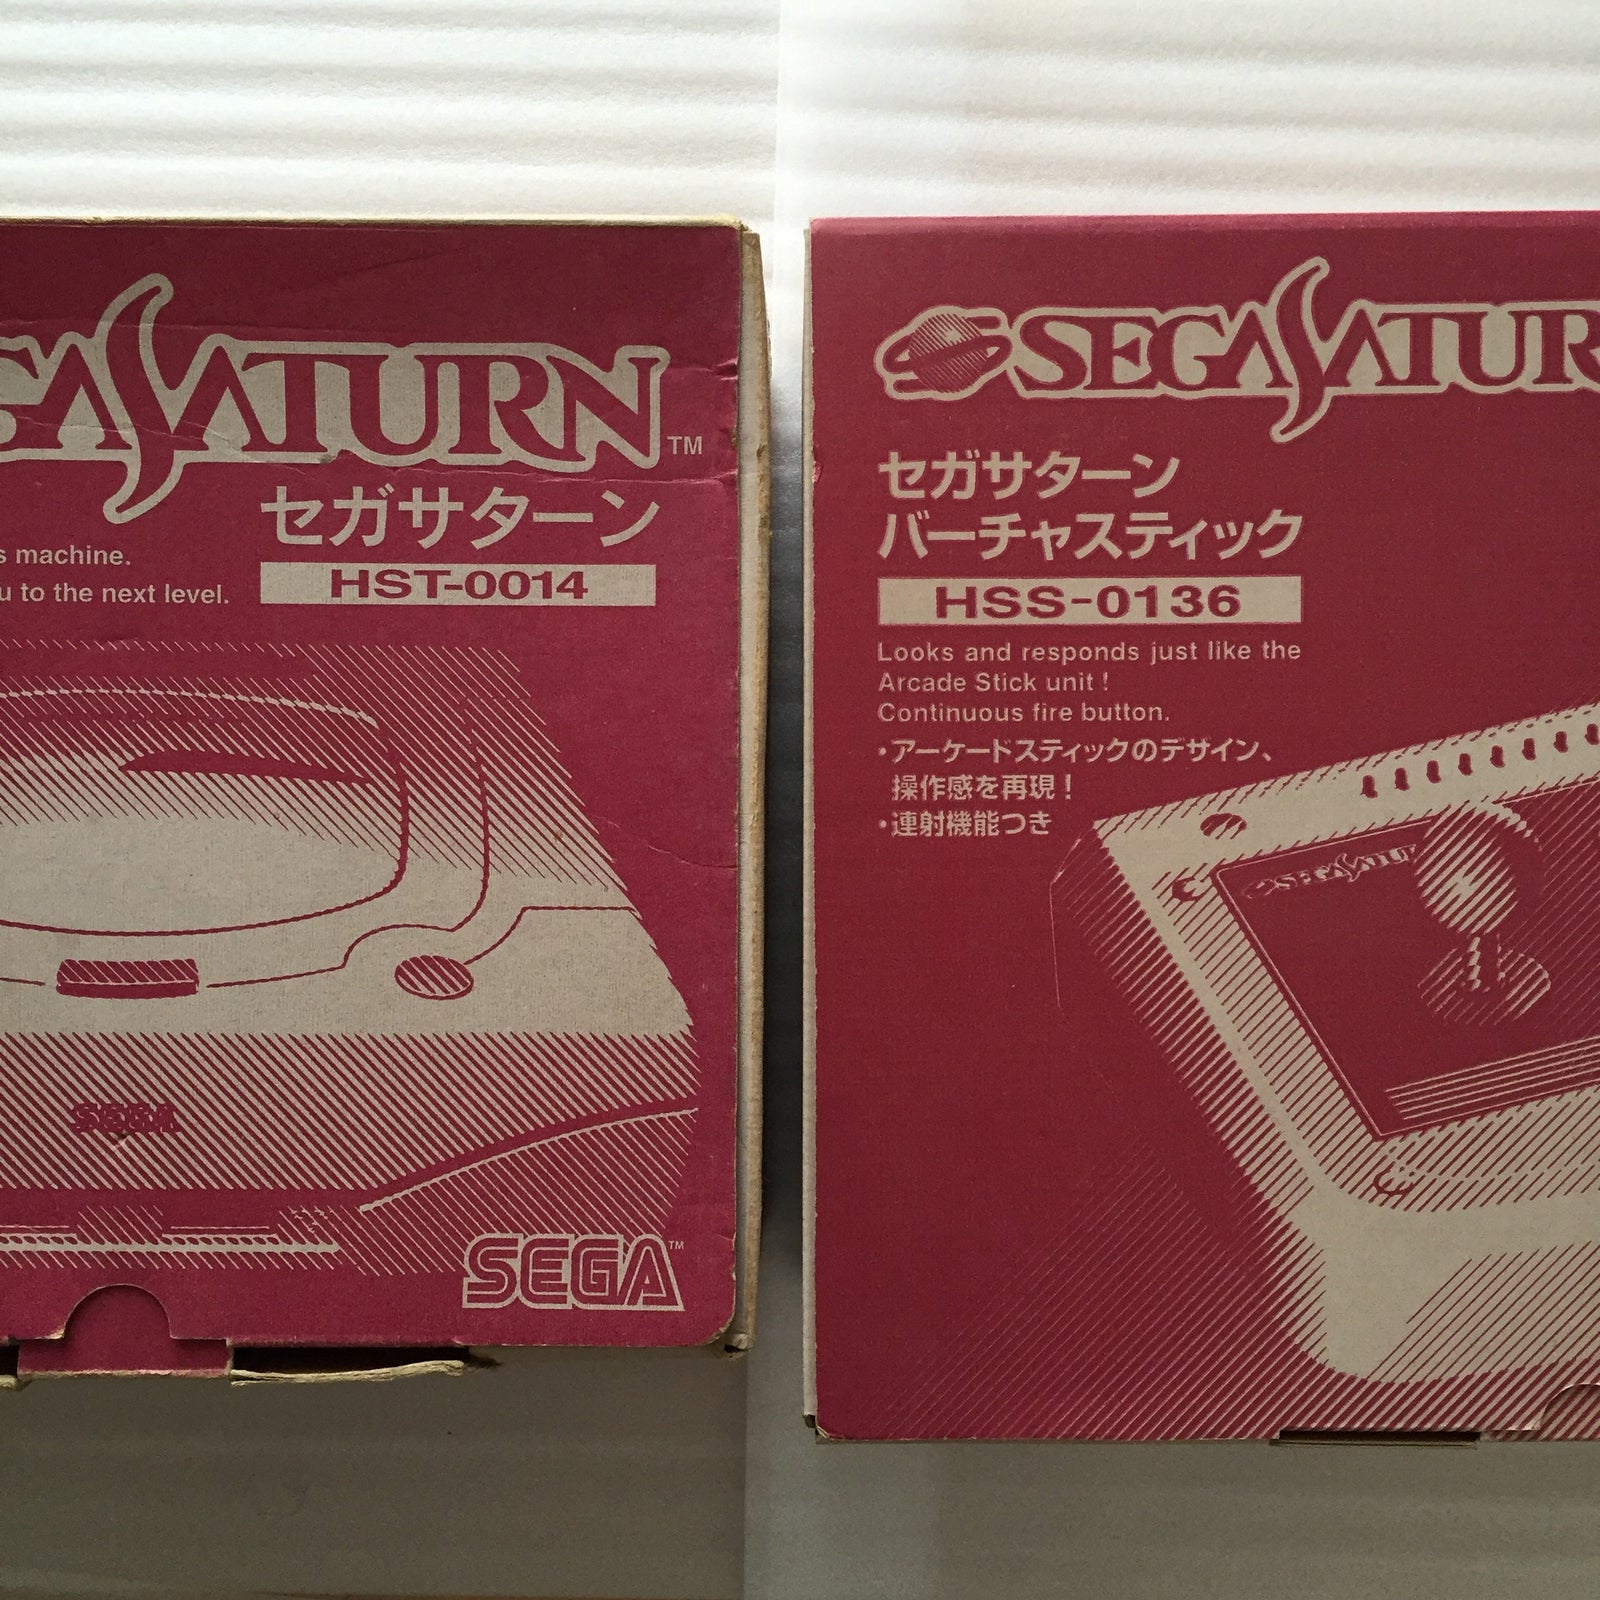 SATURN™
セガサターン
machine.
to the next level.
HST-0014
SEGA
SEGA™
SEGA
セガサターン
バーチャスティック
HSS-0136
Looks and responds just like the
Arcade Stick unit !
Continuous fire button.
・アーケードスティックのデザイン、
操作感を再現！
・連射機能つき